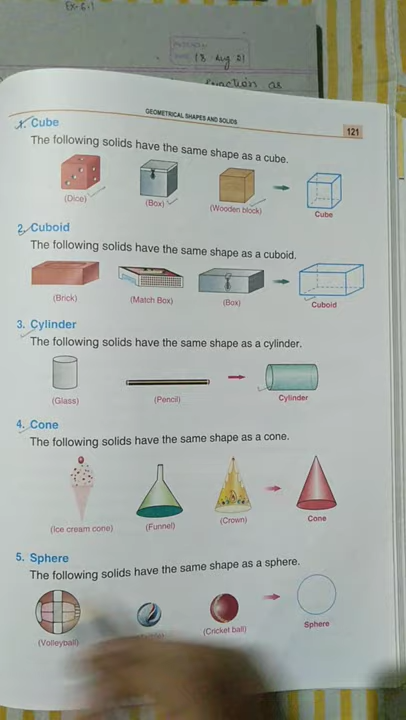 Ex-6.1
DATE: 18 Aug 21
fraction as
GEOMETRICAL SHAPES AND SOLIDS
121
1. Cube
The following solids have the same shape as a cube.
(Dice)
(Box)
(Wooden block)
Cube
2. Cuboid
The following solids have the same shape as a cuboid.
(Brick)
(Match Box)
(Box)
Cuboid
3. Cylinder
The following solids have the same shape as a cylinder.
(Glass)
(Pencil)
Cylinder
4. Cone
The following solids have the same shape as a cone.
(Ice cream cone)
(Funnel)
(Crown)
Cone
5. Sphere
The following solids have the same shape as a sphere.
(Volleyball)
(Cricket ball)
Sphere